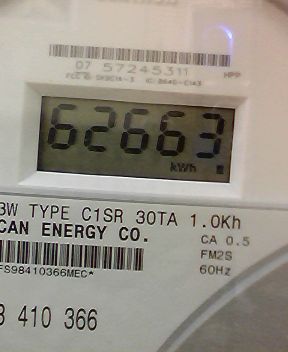 07 57245311 HPP
62663
kWh
3W TYPE C1SR 30TA 1.0Kh
CAN ENERGY CO.
CA 0.5
FM2S
60Hz
FS98410366MEC*
410 366